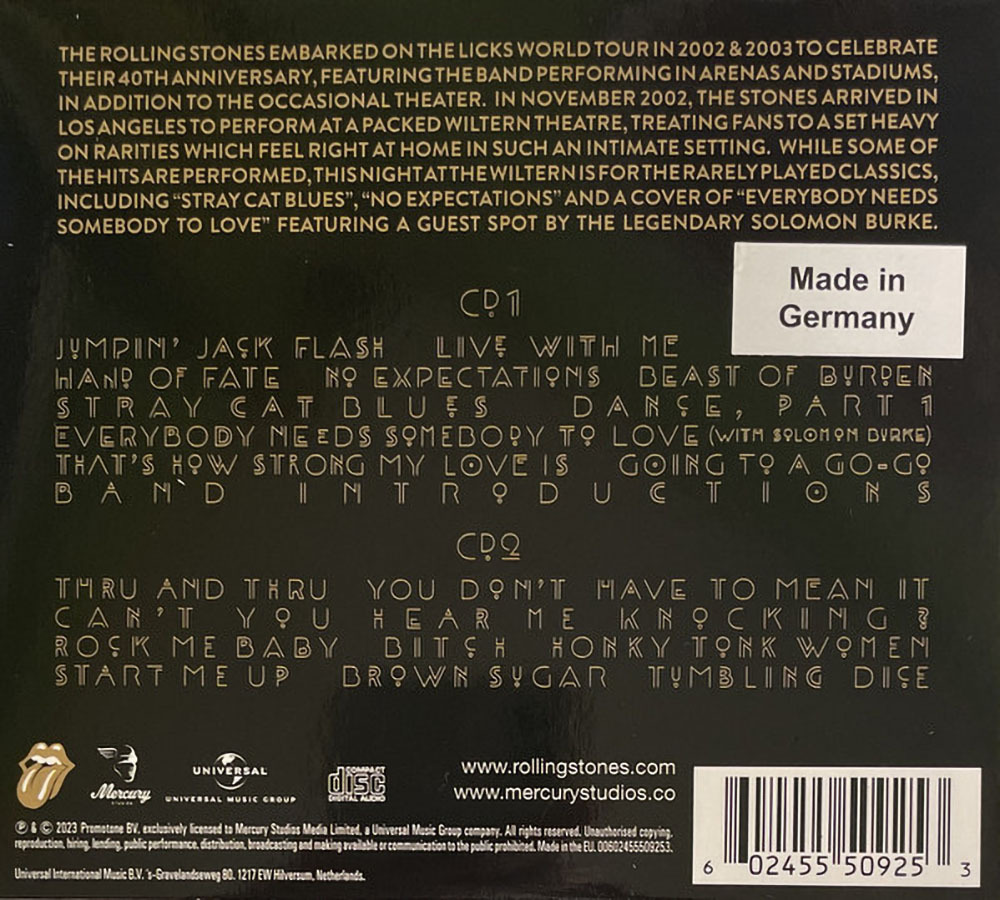 THE ROLLING STONES EMBARKED ON THE LICKS WORLD TOUR IN 2002 & 2003 TO CELEBRATE
THEIR 40TH ANNIVERSARY, FEATURING THE BAND PERFORMING IN ARENAS AND STADIUMS,
IN ADDITION TO THE OCCASIONAL THEATER. IN NOVEMBER 2002, THE STONES ARRIVED IN
LOS ANGELES TO PERFORM AT A PACKED WILTERN THEATRE, TREATING FANS TO A SET HEAVY
ON RARITIES WHICH FEEL RIGHT AT HOME IN SUCH AN INTIMATE SETTING. WHILE SOME OF
THE HITS ARE PERFORMED, THIS NIGHT AT THE WILTERN IS FOR THE RARELY PLAYED CLASSICS,
INCLUDING "STRAY CAT BLUES", "NO EXPECTATIONS" AND A COVER OF "EVERYBODY NEEDS
SOMEBODY TO LOVE" FEATURING A GUEST SPOT BY THE LEGENDARY SOLOMON BURKE.
Made in
Germany
CD1
JUMPIN' JACK FLASH LIVE WITH ME
HAND OF FATE NO EXPECTATIONS BEAST OF BURDEN
STRAY CAT BLUES DANCE, PART 1
EVERYBODY NEEDS SOMEBODY TO LOVE (WITH SOLOMON BURKE)
THAT'S HOW STRONG MY LOVE IS GOING TO A GO-GO
BAND INTRODUCTIONS
CD2
THRU AND THRU YOU DON'T HAVE TO MEAN IT
CAN'T YOU HEAR ME KNOCKING?
ROCK ME BABY BITCH HONKY TONK WOMEN
START ME UP BROWN SUGAR TUMBLING DICE
Mercury
STUDIOS
UNIVERSAL
UNIVERSAL MUSIC GROUP
COMPACT
disc
DIGITAL AUDIO
www.rollingstones.com
www.mercurystudios.co
℗ & © 2023 Promotone BV, exclusively licensed to Mercury Studios Media Limited, a Universal Music Group company. All rights reserved. Unauthorised copying,
reproduction, hiring, lending, public performance, distribution, broadcasting and making available or communication to the public prohibited. Made in the EU. 00602455509253.
Universal International Music B.V. 's-Gravelandseweg 80. 1217 EW Hilversum, Netherlands.
6 02455 50925 3